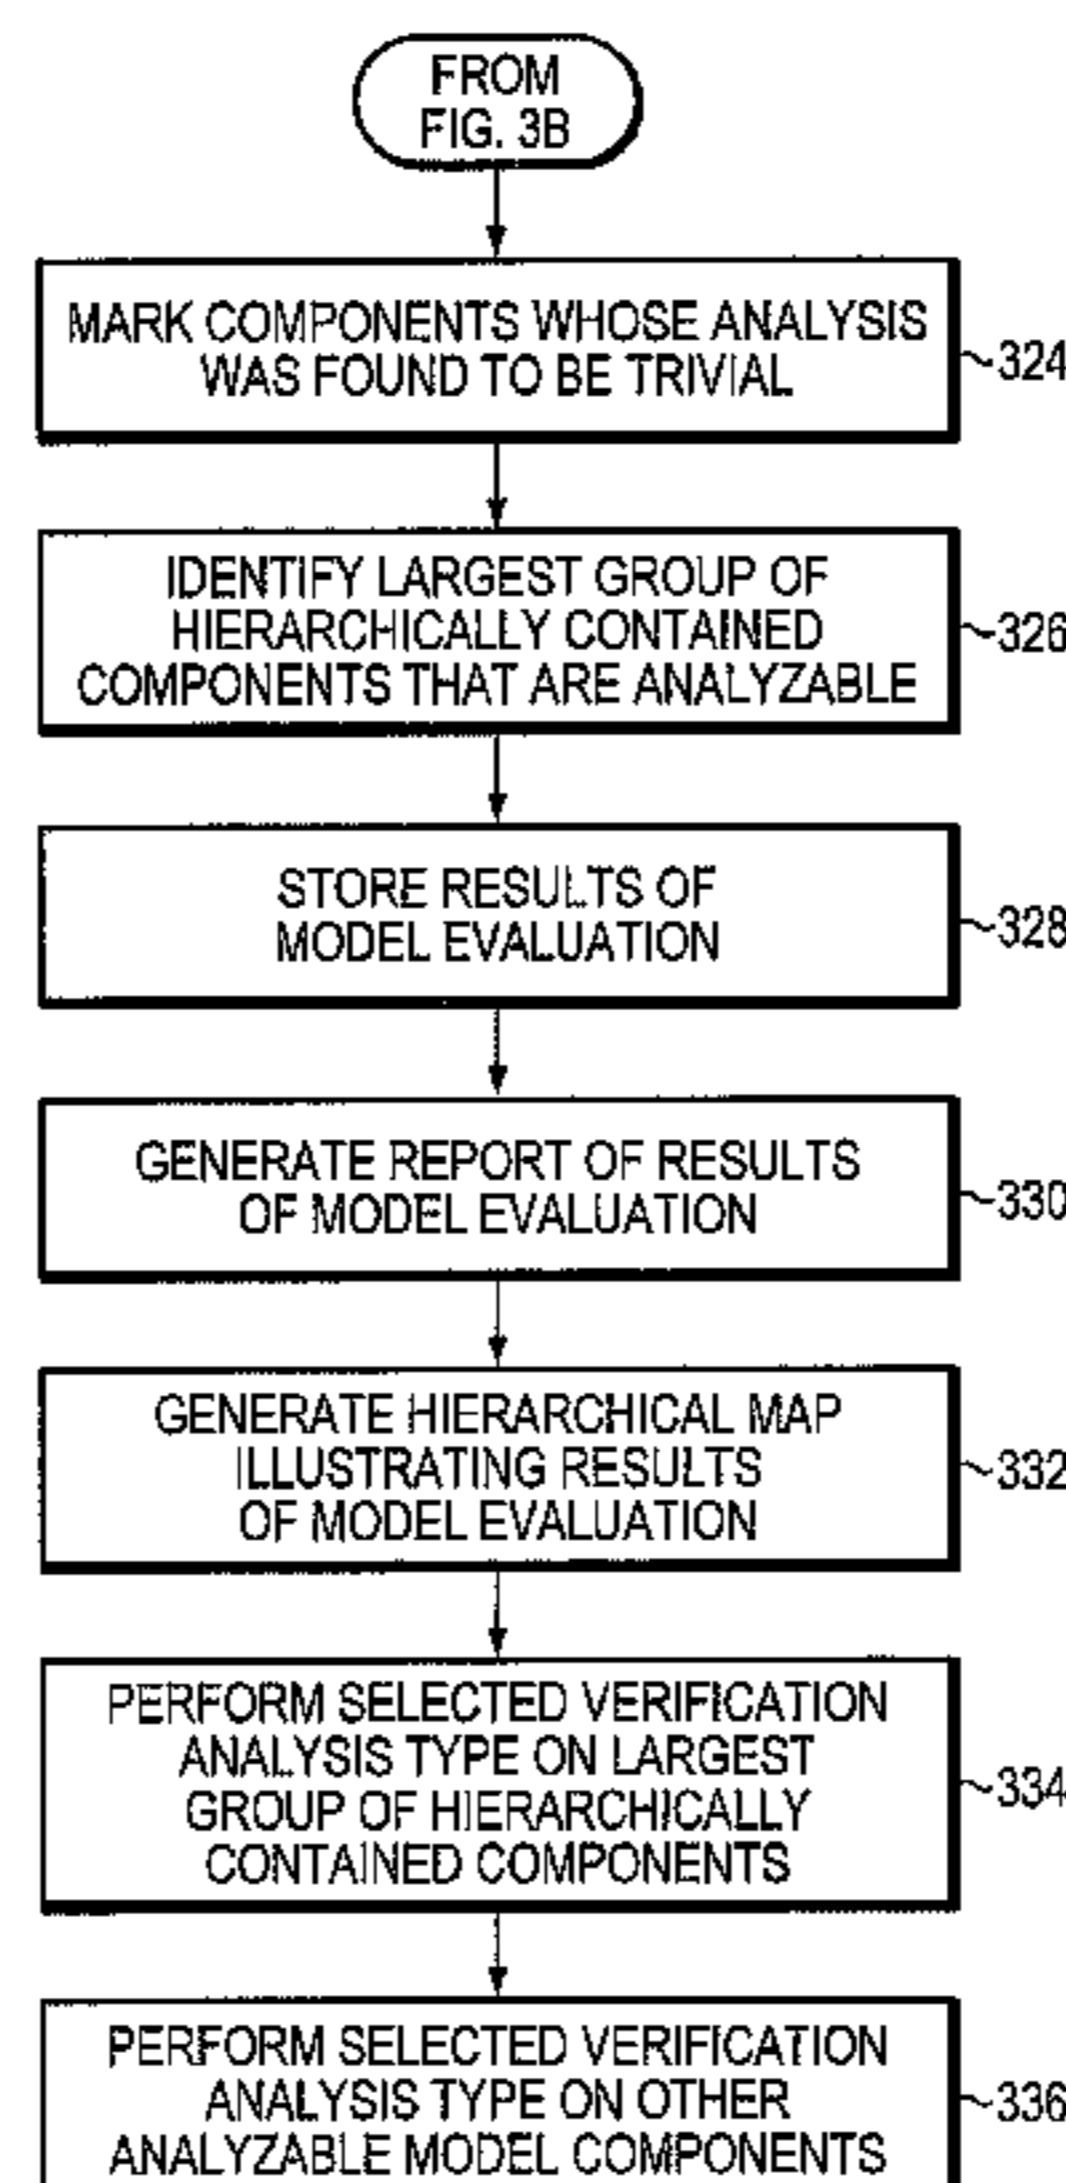 FROM
FIG. 3B
MARK COMPONENTS WHOSE ANALYSIS
WAS FOUND TO BE TRIVIAL
324
IDENTIFY LARGEST GROUP OF
HIERARCHICALLY CONTAINED
COMPONENTS THAT ARE ANALYZABLE
326
STORE RESULTS OF
MODEL EVALUATION
328
GENERATE REPORT OF RESULTS
OF MODEL EVALUATION
330
GENERATE HIERARCHICAL MAP
ILLUSTRATING RESULTS
OF MODEL EVALUATION
332
PERFORM SELECTED VERIFICATION
ANALYSIS TYPE ON LARGEST
GROUP OF HIERARCHICALLY
CONTAINED COMPONENTS
334
PERFORM SELECTED VERIFICATION
ANALYSIS TYPE ON OTHER
ANALYZABLE MODEL COMPONENTS
336